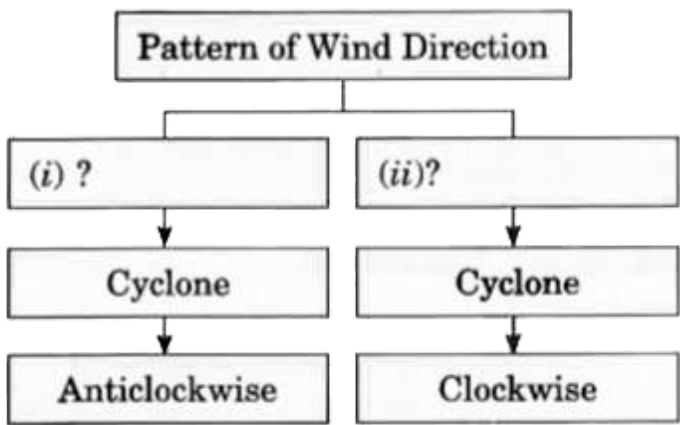 Pattern of Wind Direction
(i) ?
(ii)?
Cyclone
Cyclone
Anticlockwise
Clockwise